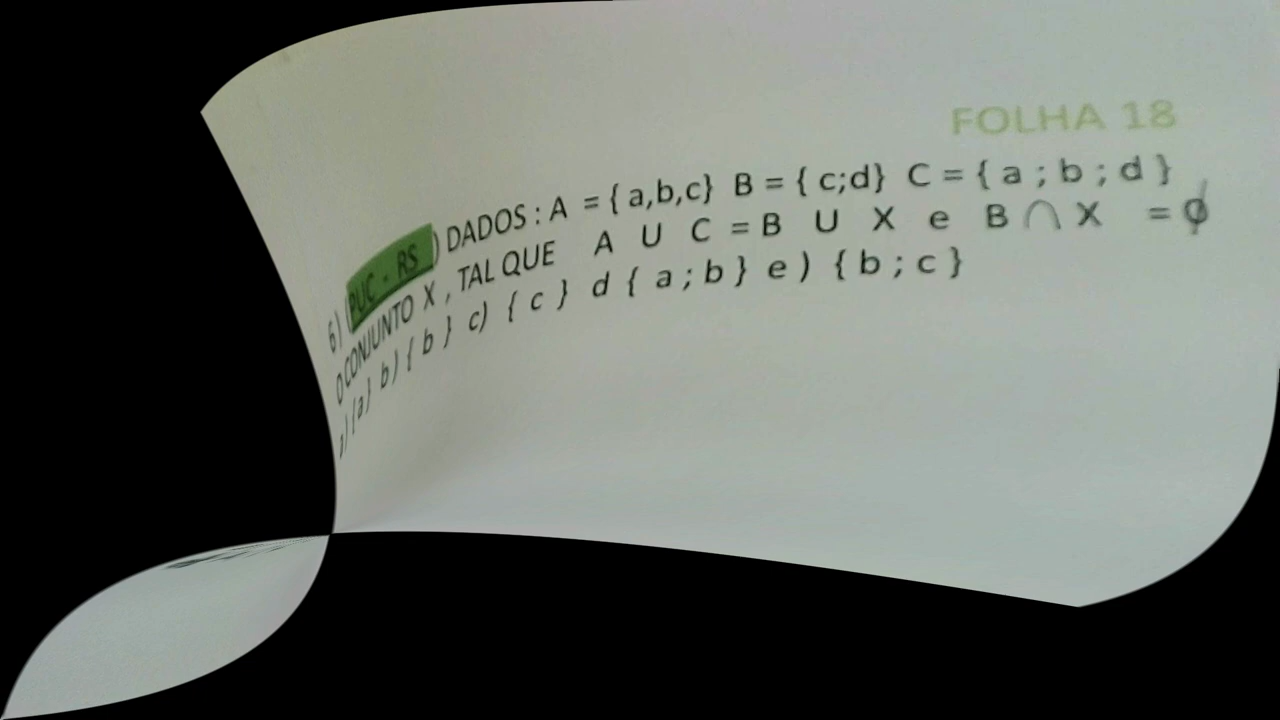 FOLHA 18
6) (PUC - RS ) DADOS : A = { a,b,c} B = { c;d} C = { a ; b ; d }
O CONJUNTO X , TAL QUE A U C = B U X e B ∩ X = ϕ
a) {a} b) { b } c) { c } d { a ; b } e ) { b ; c }